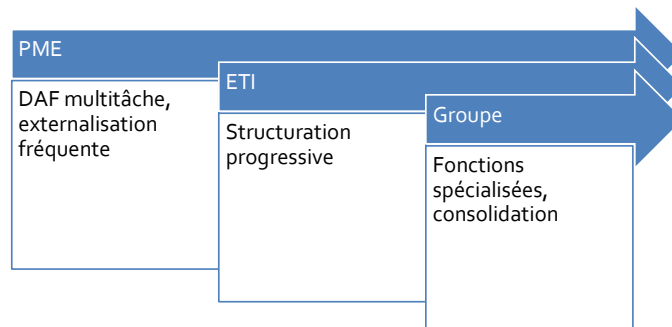 PME
DAF multitâche,
externalisation
fréquente
ETI
Structuration
progressive
Groupe
Fonctions
spécialisées,
consolidation